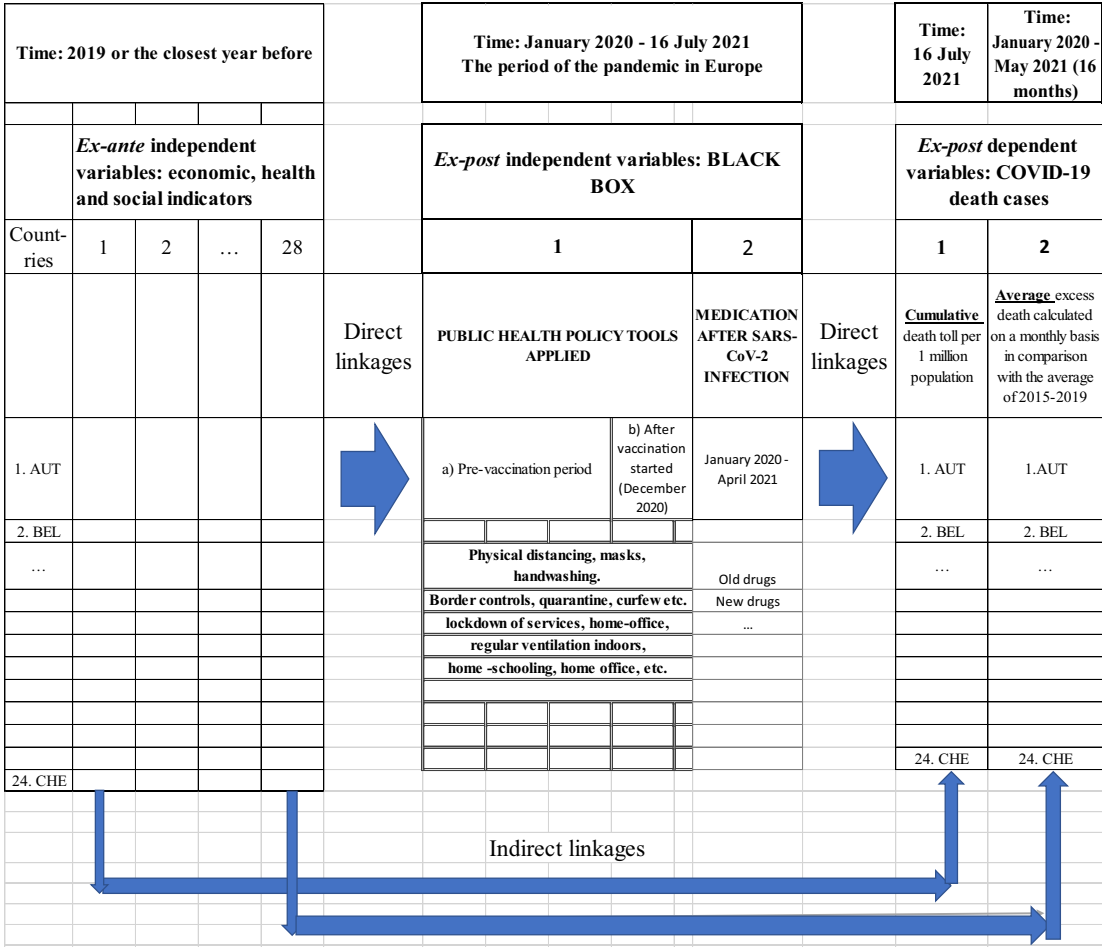 Time: 2019 or the closest year before
Time: January 2020 - 16 July 2021
The period of the pandemic in Europe
Time:
16 July
2021
Time:
January 2020 -
May 2021 (16
months)
Ex-ante independent
variables: economic, health
and social indicators
Ex-post independent variables: BLACK
BOX
Ex-post dependent
variables: COVID-19
death cases
Count-
ries
1
2
…
28
1
2
1
2
Direct
linkages
PUBLIC HEALTH POLICY TOOLS
APPLIED
MEDICATION
AFTER SARS-
CoV-2
INFECTION
Direct
linkages
Cumulative
death toll per
1 million
population
Average excess
death calculated
on a monthly basis
in comparison
with the average
of 2015-2019
1. AUT
a) Pre-vaccination period
b) After
vaccination
started
(December
2020)
January 2020 -
April 2021
1. AUT
1.AUT
2. BEL
2. BEL
2. BEL
…
Physical distancing, masks,
handwashing.
Old drugs
…
…
Border controls, quarantine, curfew etc.
New drugs
lockdown of services, home-office,
…
regular ventilation indoors,
home -schooling, home office, etc.
24. CHE
24. CHE
24. CHE
Indirect linkages